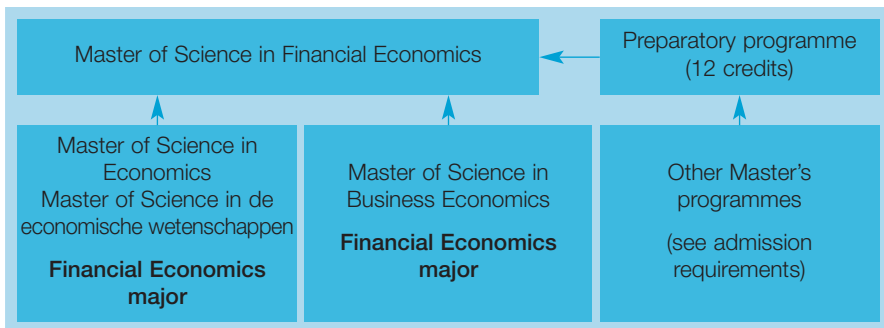 Master of Science in Financial Economics
Preparatory programme
(12 credits)
Master of Science in
Economics
Master of Science in de
economische wetenschappen
Financial Economics
major
Master of Science in
Business Economics
Financial Economics
major
Other Master's
programmes
(see admission
requirements)